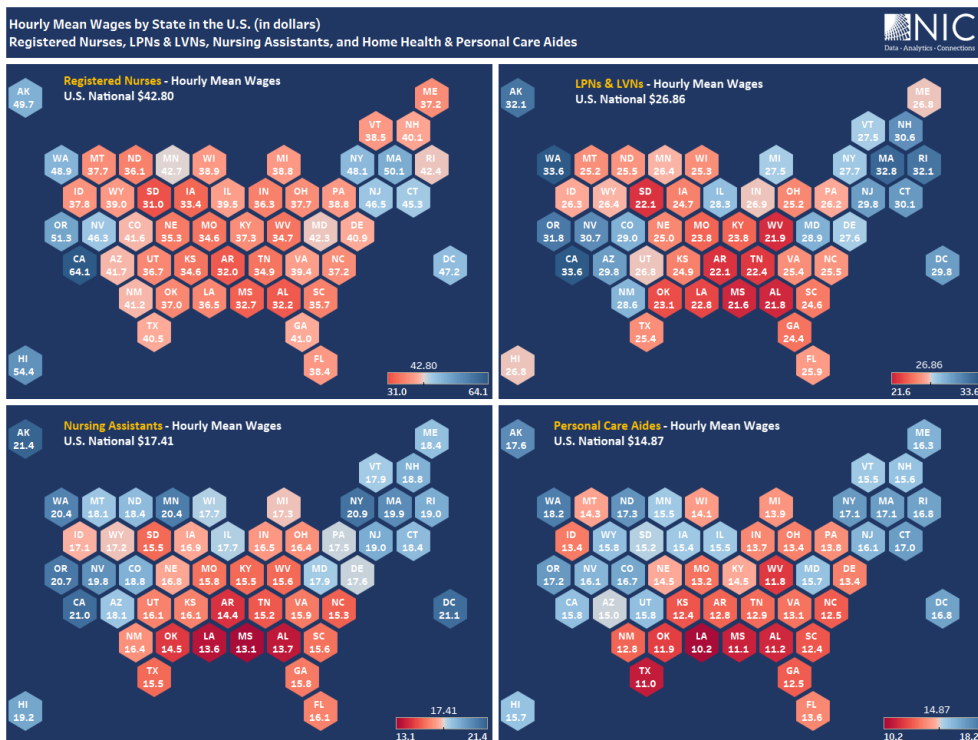 Hourly Mean Wages by State in the U.S. (in dollars)
Registered Nurses, LPNs & LVNs, Nursing Assistants, and Home Health & Personal Care Aides
NIC
Data - Analytics - Connections
Registered Nurses - Hourly Mean Wages
U.S. National $42.80
AK
49.7
ME
37.2
VT NH
38.5 40.1
WA MT ND MN WI MI NY MA RI
48.9 37.7 36.1 42.7 38.9 38.8 48.1 50.1 42.4
ID WY SD IA IL IN OH PA NJ CT
37.8 39.0 31.0 33.4 39.5 36.3 37.7 38.8 46.5 45.3
OR NV CO NE MO KY WV MD DE
51.3 46.3 41.6 35.3 34.6 37.3 34.7 42.3 40.9
CA AZ UT KS AR TN VA NC DC
64.1 41.7 36.7 34.6 32.0 34.9 39.4 37.2 47.2
NM OK LA MS AL SC
41.2 37.0 36.5 32.7 32.2 35.7
TX GA
40.5 41.0
HI FL
54.4 38.4
42.80
31.0 64.1
LPNs & LVNs - Hourly Mean Wages
U.S. National $26.86
AK
32.1
ME
26.8
VT NH
27.5 30.6
WA MT ND MN WI MI NY MA RI
33.6 25.2 25.5 26.4 25.3 27.5 27.7 32.8 32.1
ID WY SD IA IL IN OH PA NJ CT
26.3 26.4 22.1 24.7 28.3 26.9 25.2 26.2 29.8 30.1
OR NV CO NE MO KY WV MD DE
31.8 30.7 29.0 25.0 23.8 23.8 21.9 28.9 27.6
CA AZ UT KS AR TN VA NC DC
33.6 29.8 26.8 24.9 22.1 22.4 25.4 25.5 29.8
NM OK LA MS AL SC
28.6 23.1 22.8 21.6 21.8 24.6
TX GA
25.4 24.4
HI FL
26.8 25.9
26.86
21.6 33.6
Nursing Assistants - Hourly Mean Wages
U.S. National $17.41
AK
21.4
ME
18.4
VT NH
17.9 18.8
WA MT ND MN WI MI NY MA RI
20.4 18.1 18.4 20.4 17.7 17.3 20.9 19.9 19.0
ID WY SD IA IL IN OH PA NJ CT
17.1 17.2 15.5 16.9 17.7 16.5 16.4 17.5 19.0 18.4
OR NV CO NE MO KY WV MD DE
20.7 19.8 18.8 16.8 15.8 15.5 15.6 17.9 17.6
CA AZ UT KS AR TN VA NC DC
21.0 18.1 16.1 16.1 14.4 15.2 15.9 15.3 21.1
NM OK LA MS AL SC
16.4 14.5 13.6 13.1 13.7 15.6
TX GA
15.5 15.8
HI FL
19.2 16.1
17.41
13.1 21.4
Personal Care Aides - Hourly Mean Wages
U.S. National $14.87
AK
17.6
ME
16.3
VT NH
15.5 15.6
WA MT ND MN WI MI NY MA RI
18.2 14.3 17.3 15.5 14.1 13.9 17.1 17.1 16.8
ID WY SD IA IL IN OH PA NJ CT
13.4 15.8 15.2 15.4 15.5 13.7 13.4 13.8 16.1 17.0
OR NV CO NE MO KY WV MD DE
17.2 16.1 16.7 14.5 13.2 14.5 11.8 15.7 13.4
CA AZ UT KS AR TN VA NC DC
15.8 15.0 15.8 12.4 12.8 12.9 13.1 12.5 16.8
NM OK LA MS AL SC
12.8 11.9 10.2 11.1 11.2 12.4
TX GA
11.0 12.5
HI FL
15.7 13.6
14.87
10.2 18.2